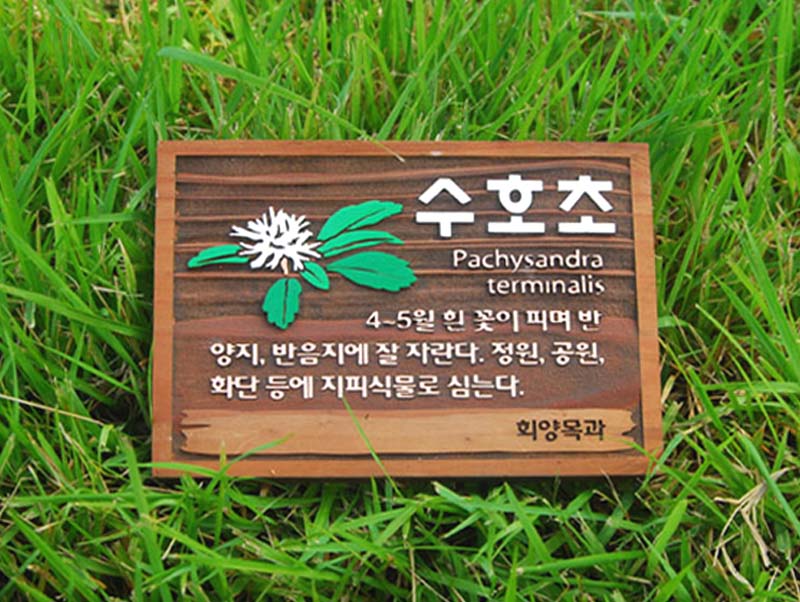 수호초
Pachysandra
terminalis
4~5월 흰 꽃이 피며 반
양지, 반음지에 잘 자란다. 정원, 공원,
화단 등에 지피식물로 심는다.
회양목과